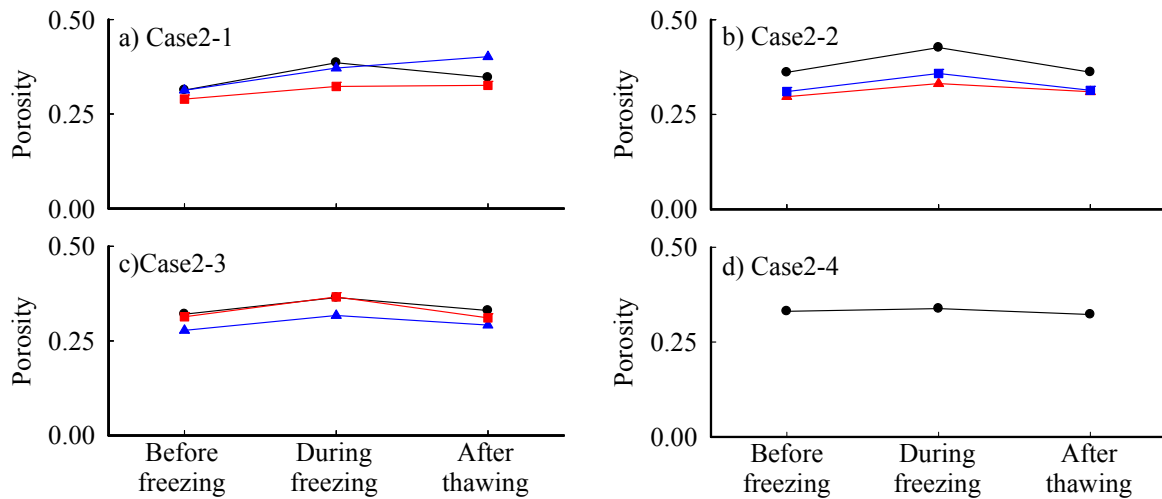 a) Case2-1
Porosity
0.50
0.25
0.00
b) Case2-2
Porosity
0.50
0.25
0.00
c)Case2-3
Porosity
0.50
0.25
0.00
Before
freezing
During
freezing
After
thawing
d) Case2-4
Porosity
0.50
0.25
0.00
Before
freezing
During
freezing
After
thawing